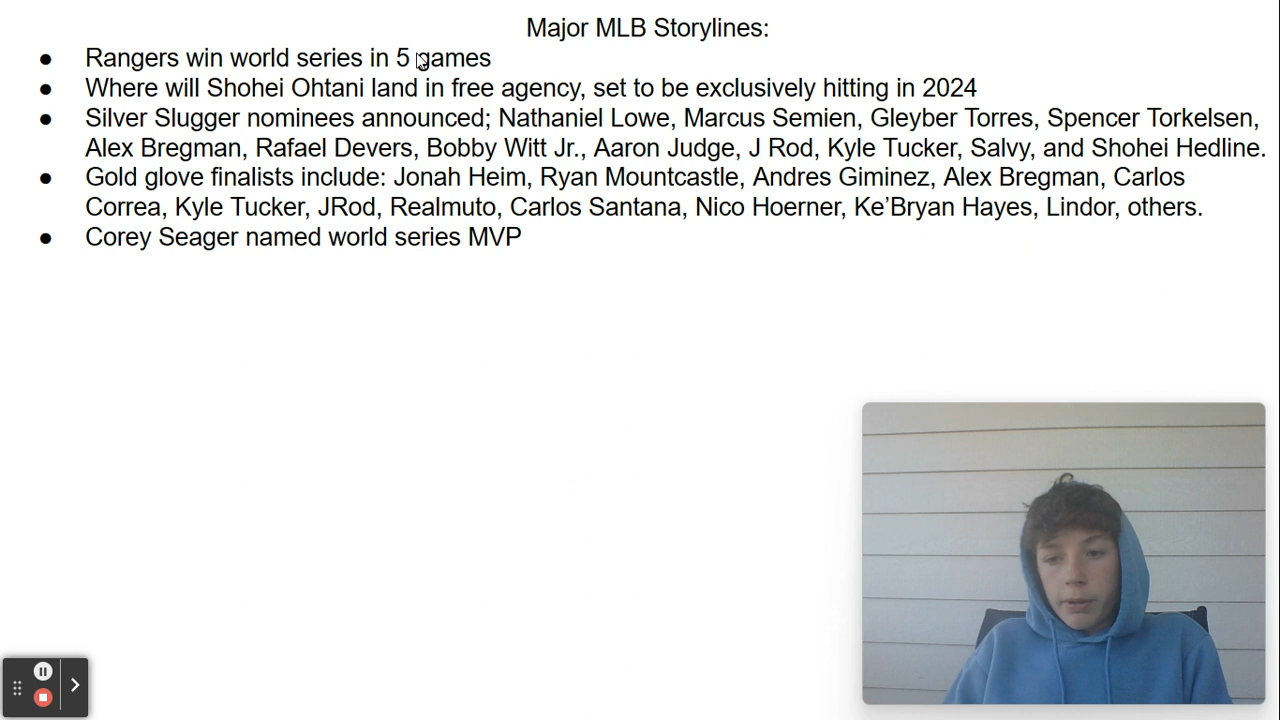 Major MLB Storylines:
● Rangers win world series in 5 games
● Where will Shohei Ohtani land in free agency, set to be exclusively hitting in 2024
● Silver Slugger nominees announced; Nathaniel Lowe, Marcus Semien, Gleyber Torres, Spencer Torkelsen,
Alex Bregman, Rafael Devers, Bobby Witt Jr., Aaron Judge, J Rod, Kyle Tucker, Salvy, and Shohei Hedline.
● Gold glove finalists include: Jonah Heim, Ryan Mountcastle, Andres Giminez, Alex Bregman, Carlos
Correa, Kyle Tucker, JRod, Realmuto, Carlos Santana, Nico Hoerner, Ke’Bryan Hayes, Lindor, others.
● Corey Seager named world series MVP